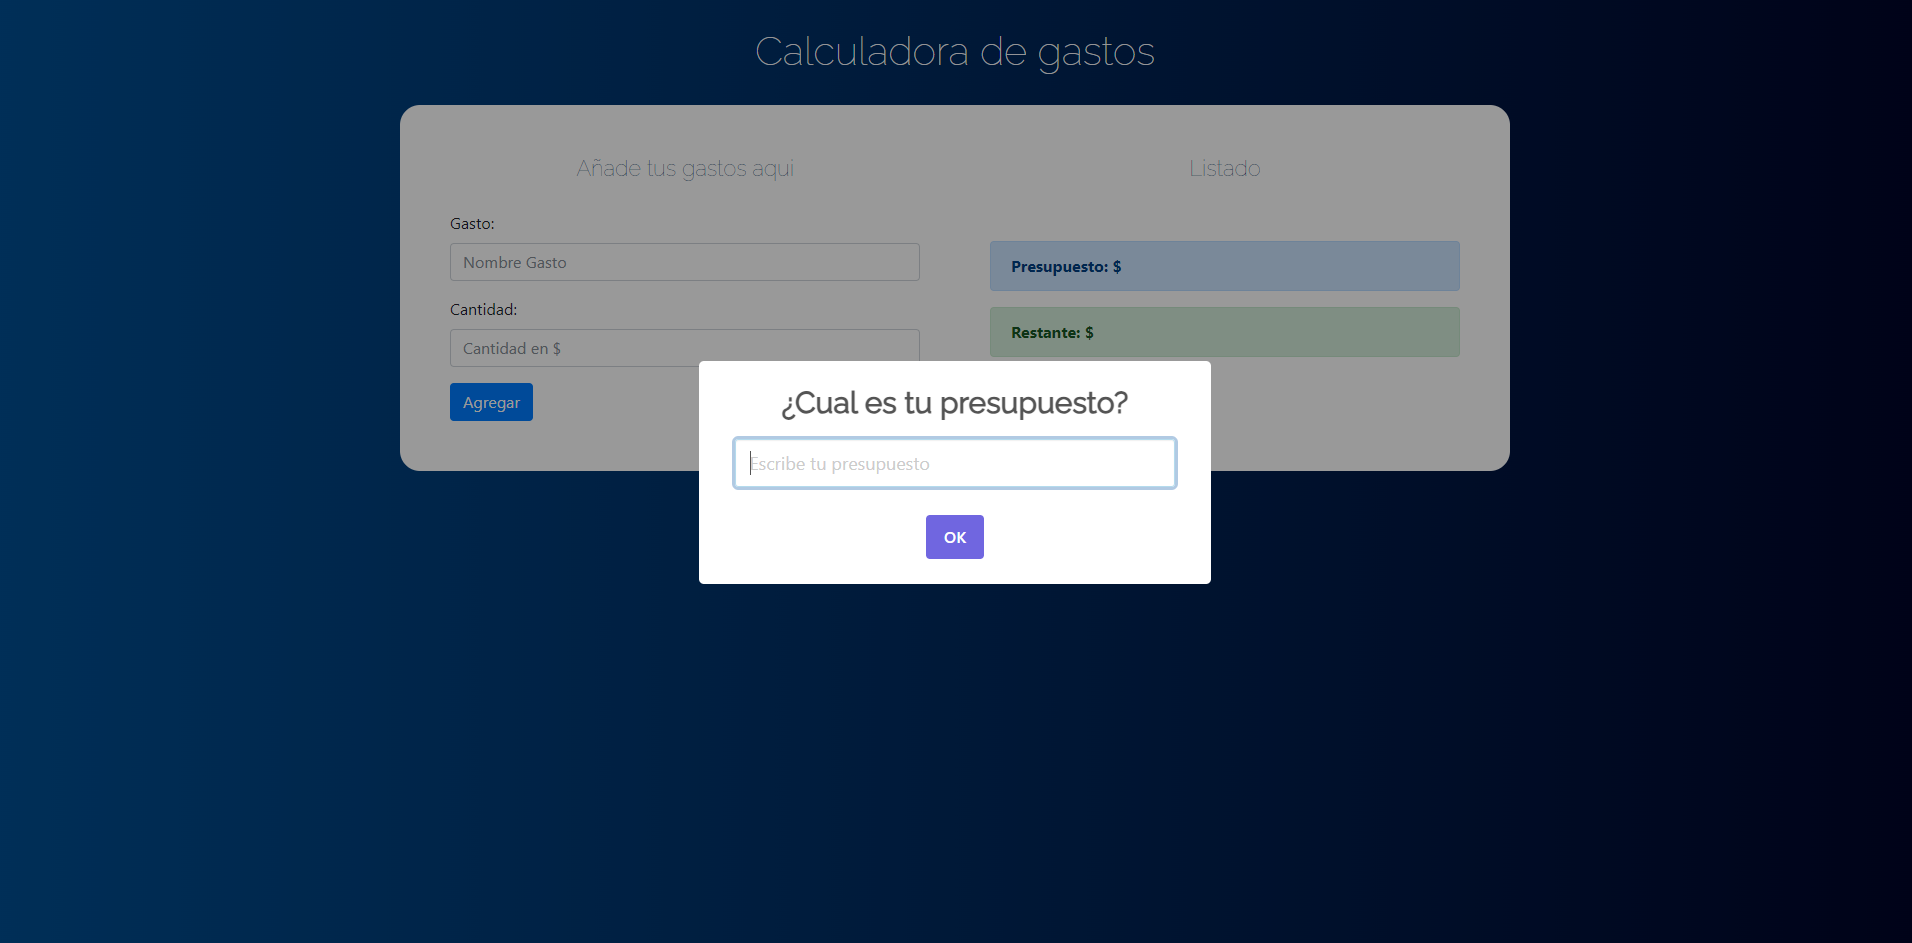 Calculadora de gastos
Añade tus gastos aqui
Gasto:
Nombre Gasto
Cantidad:
Cantidad en $
Agregar
Listado
Presupuesto: $
Restante: $
¿Cual es tu presupuesto?
Escribe tu presupuesto
OK